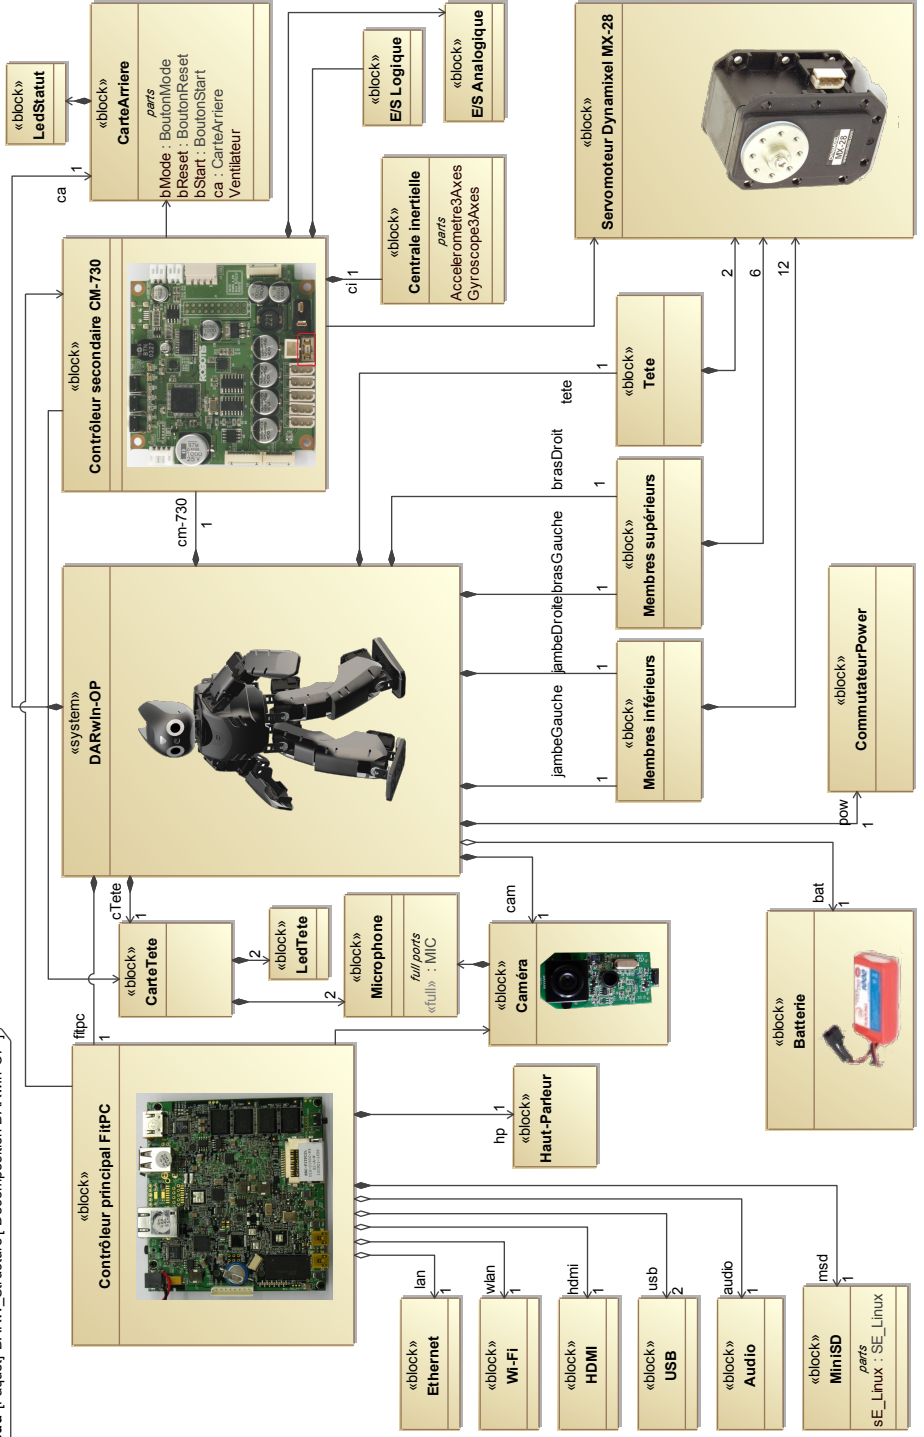 «block»
Contrôleur principal FitPC
fitpc
1
«block»
Ethernet
lan
1
«block»
Wi-Fi
wlan
1
«block»
HDMI
hdmi
1
«block»
USB
usb
2
«block»
Audio
audio
1
«block»
MiniSD
parts
sE_Linux : SE_Linux
msd
1
«block»
Haut-Parleur
hp
1
«block»
CarteTete
cTete
1
«block»
LedTete
2
«block»
Microphone
full ports
«full» : MIC
2
«block»
Caméra
cam
1
«block»
Batterie
bat
1
«system»
DARwIn-OP
«block»
CommutateurPower
pow
1
«block»
Membres inférieurs
jambeGauche
1
jambeDroite
1
«block»
Membres supérieurs
brasGauche
1
brasDroit
1
«block»
Tete
tete
1
cm-730
1
«block»
Contrôleur secondaire CM-730
ROBOTIS
«block»
Centrale inertielle
parts
Accelerometre3Axes
Gyroscope3Axes
ci
1
«block»
E/S Logique
«block»
E/S Analogique
«block»
LedStatut
«block»
CarteArriere
parts
bMode : BoutonMode
bReset : BoutonReset
bStart : BoutonStart
ca : CarteArriere
Ventilateur
ca
1
«block»
Servomoteur Dynamixel MX-28
MX-28
2
6
12